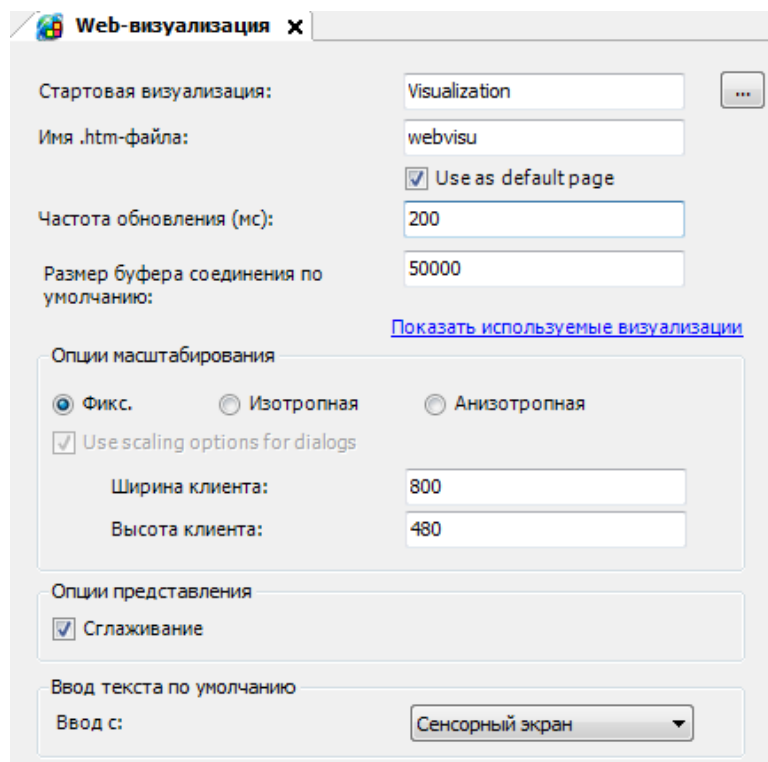 Web-визуализация x
Стартовая визуализация: Visualization ...
Имя .htm-файла: webvisu
Use as default page
Частота обновления (мс): 200
Размер буфера соединения по умолчанию: 50000
Показать используемые визуализации
Опции масштабирования
Фикс. Изотропная Анизотропная
Use scaling options for dialogs
Ширина клиента: 800
Высота клиента: 480
Опции представления
Сглаживание
Ввод текста по умолчанию
Ввод с: Сенсорный экран